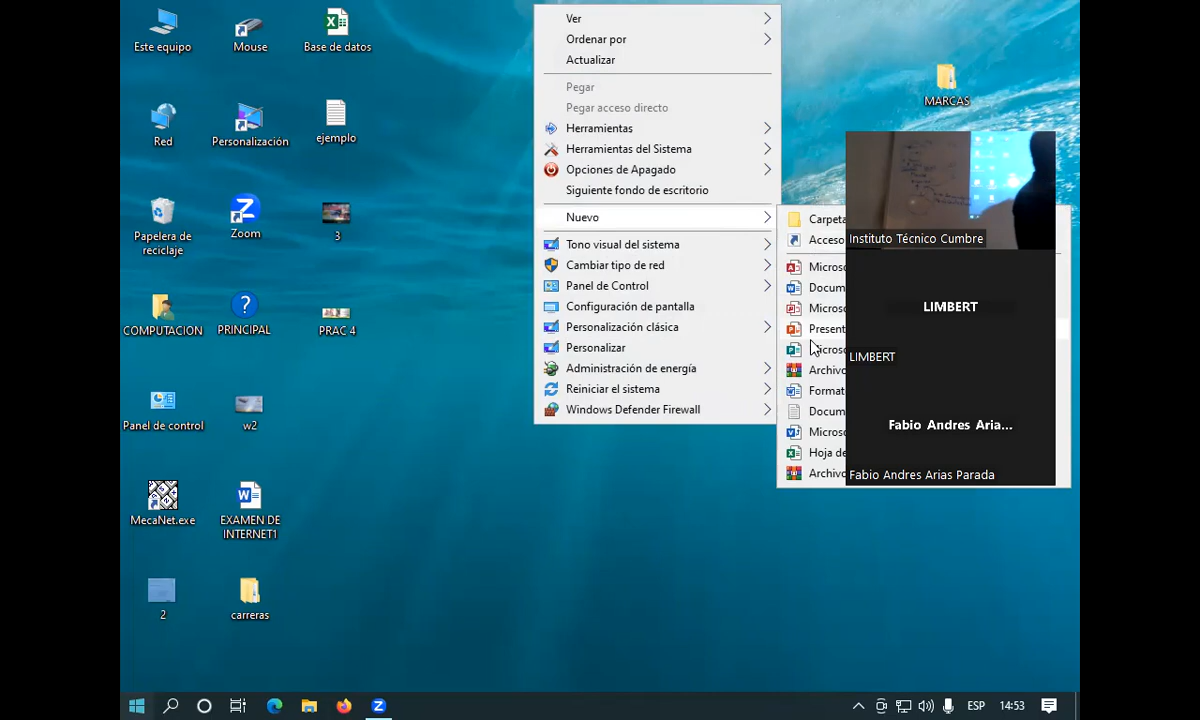 Este equipo
Mouse
Base de datos
Red
Personalización
ejemplo
Papelera de
reciclaje
Zoom
3
COMPUTACION
PRINCIPAL
PRAC 4
Panel de control
w2
MecaNet.exe
EXAMEN DE
INTERNET1
2
carreras
Ver
Ordenar por
Actualizar
Pegar
Pegar acceso directo
Herramientas
Herramientas del Sistema
Opciones de Apagado
Siguiente fondo de escritorio
Nuevo
Tono visual del sistema
Cambiar tipo de red
Panel de Control
Configuración de pantalla
Personalización clásica
Personalizar
Administración de energía
Reiniciar el sistema
Windows Defender Firewall
Carpeta
Acceso
Microso
Docum
Microso
Present
Microso
Archivo
Format
Docum
Microso
Hoja de
Archivo
MARCAS
Instituto Técnico Cumbre
LIMBERT
LIMBERT
Fabio Andres Aria...
Fabio Andres Arias Parada
ESP
14:53